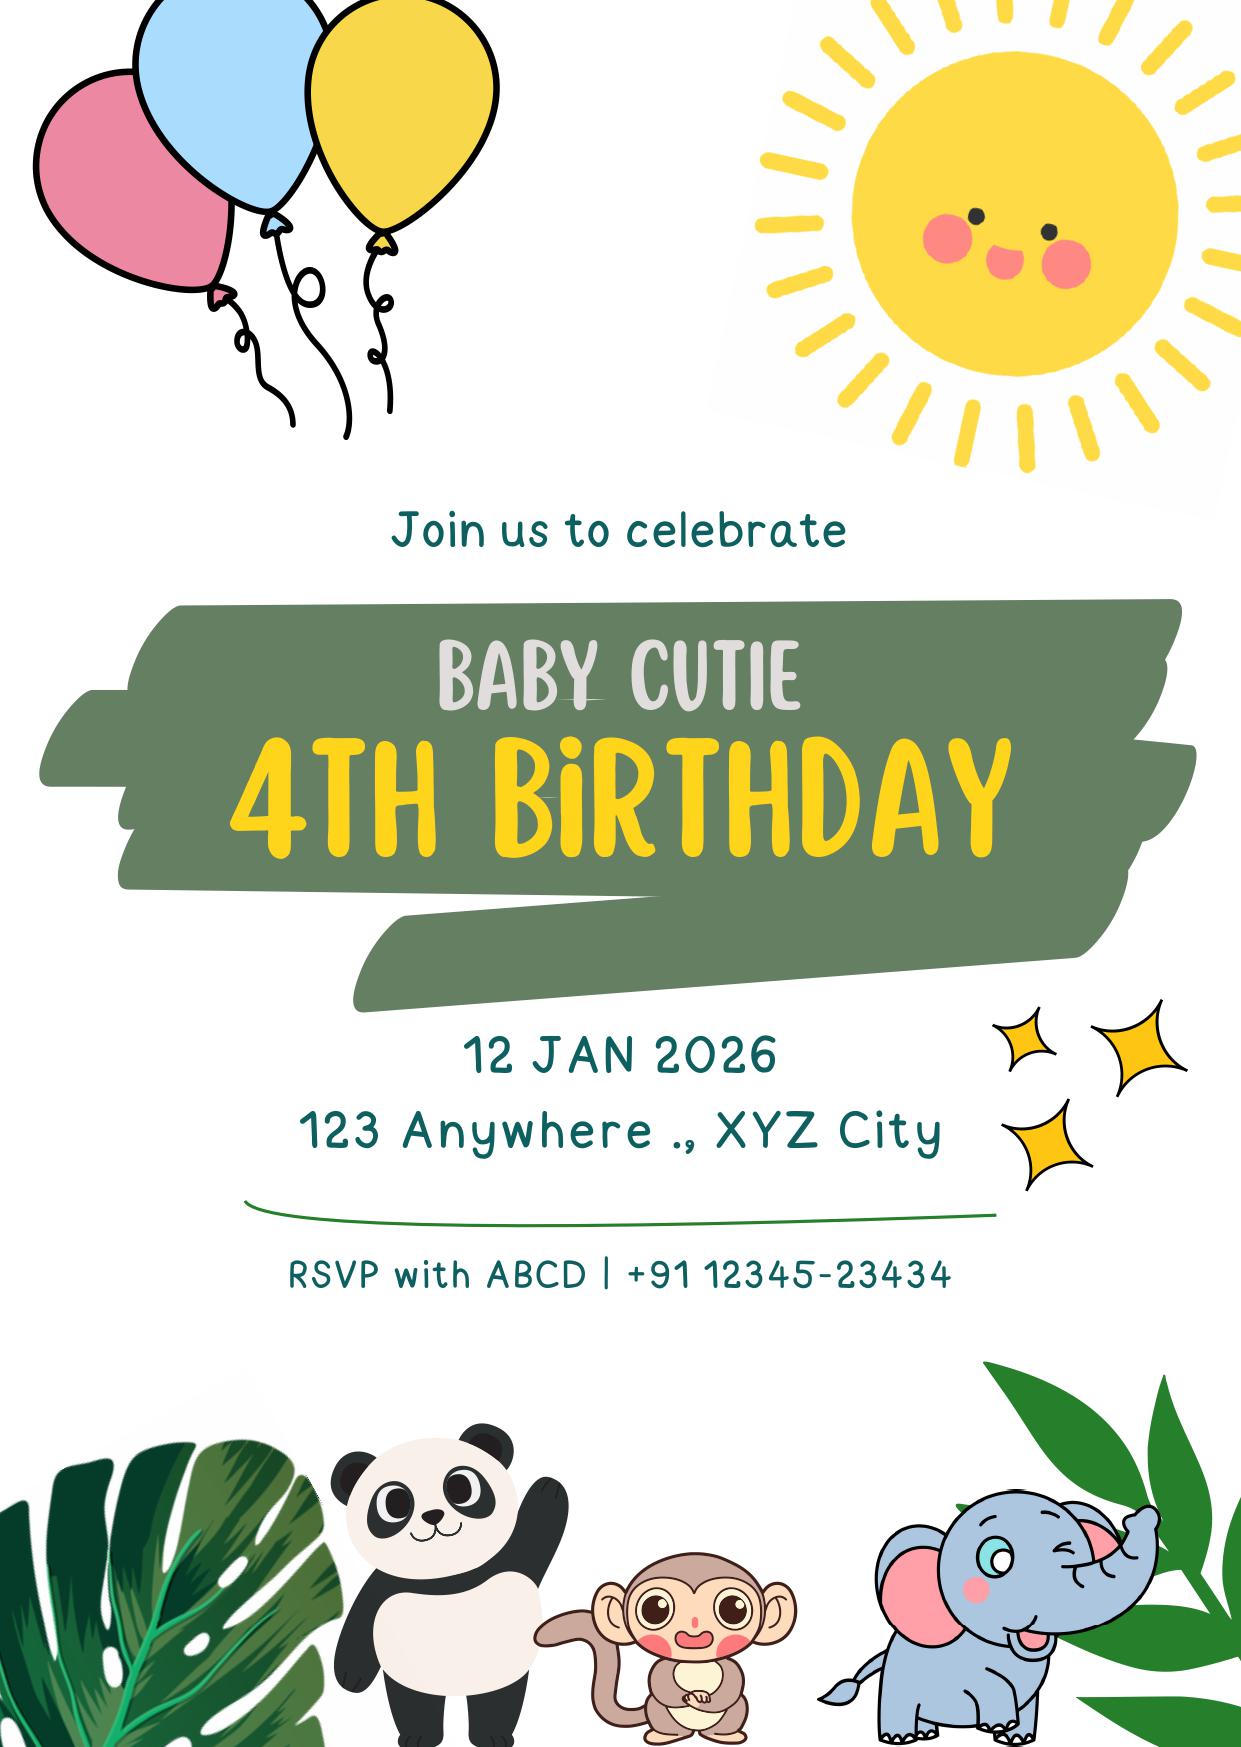 Join us to celebrate
BABY CUTIE
4TH BiRTHDAY
12 JAN 2026
123 Anywhere ., XYZ City
RSVP with ABCD | +91 12345-23434